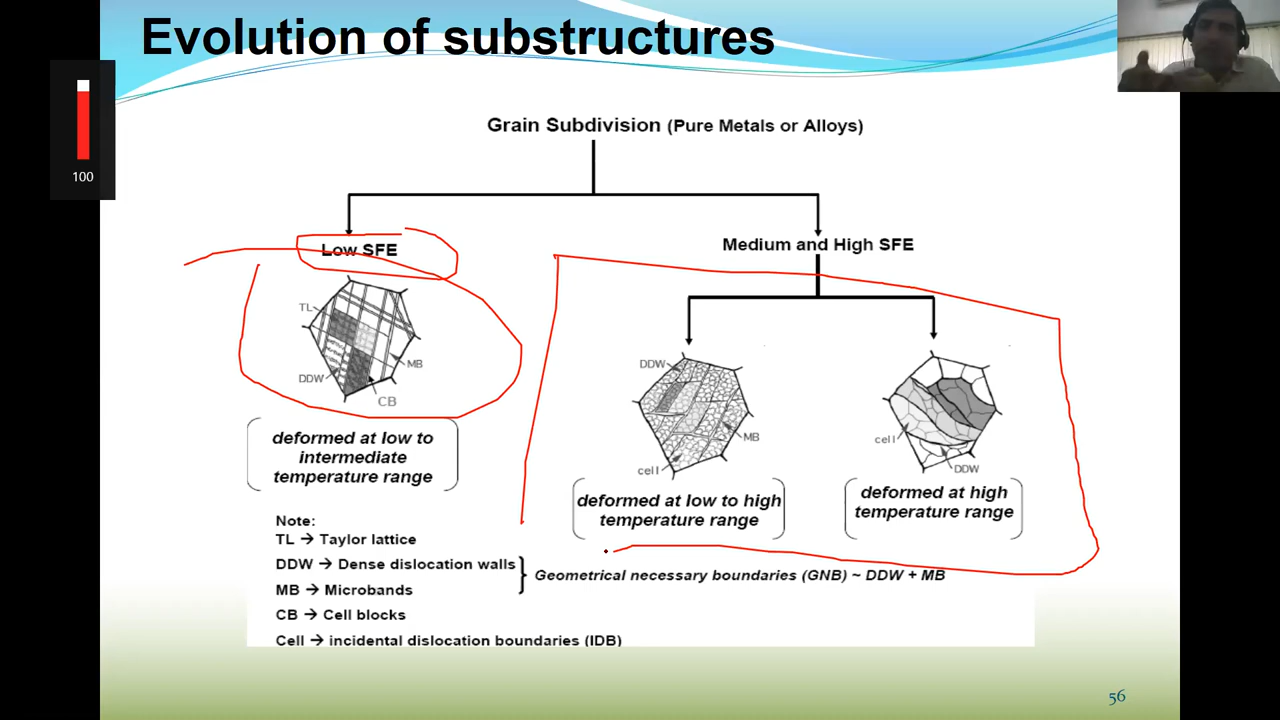 Evolution of substructures
100
Grain Subdivision (Pure Metals or Alloys)
Low SFE
Medium and High SFE
TL
DDW
MB
CB
DDW
MB
cell
cell
DDW
deformed at low to
intermediate
temperature range
deformed at low to high
temperature range
deformed at high
temperature range
Note:
TL → Taylor lattice
DDW → Dense dislocation walls
MB → Microbands
Geometrical necessary boundaries (GNB) ~ DDW + MB
CB → Cell blocks
Cell → incidental dislocation boundaries (IDB)
56